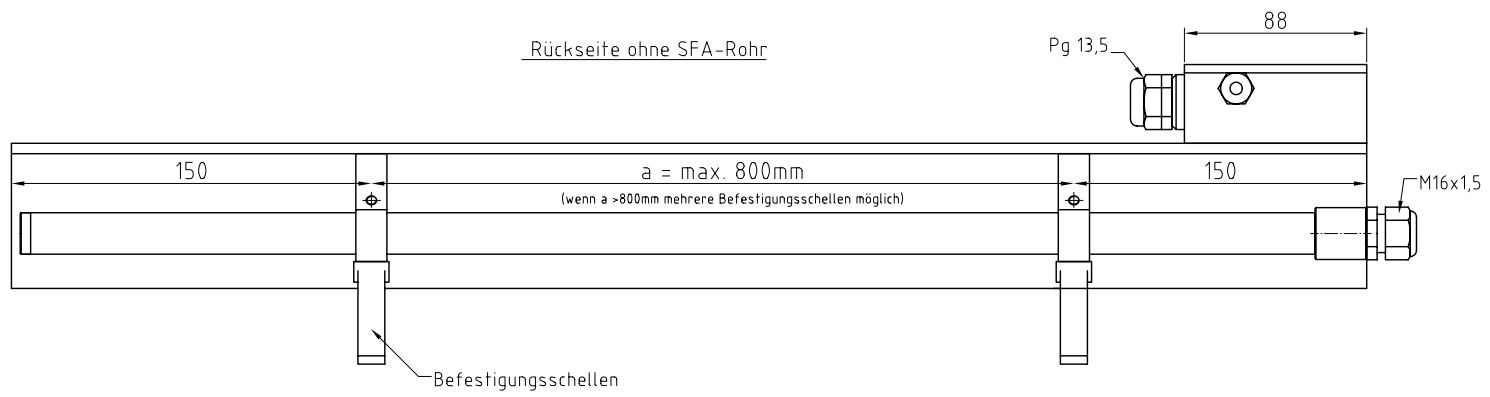 88
Rückseite ohne SFA-Rohr
Pg 13,5
150
a = max. 800mm
150
M16x1,5
(wenn a >800mm mehrere Befestigungsschellen möglich)
Befestigungsschellen